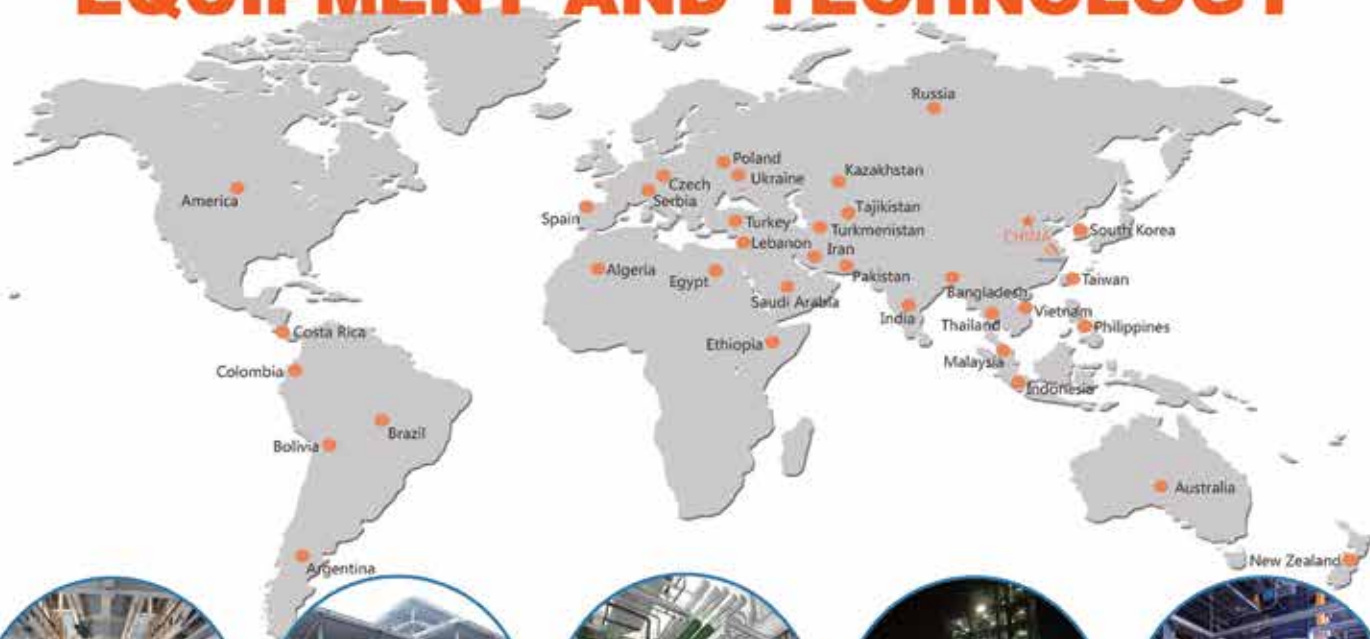 EQUIPMENT AND TECHNOLOGY
Russia
Poland
Kazakhstan
Czech
Ukraine
America
Serbia
Tajikistan
Spain
Turkey
Turkmenistan
CHINA
South Korea
Lebanon
Iran
Algeria
Egypt
Pakistan
Taiwan
Saudi Arabia
Bangladesh
India
Vietnam
Thailand
Philippines
Costa Rica
Ethiopia
Malaysia
Colombia
Indonesia
Brazil
Bolivia
Australia
New Zealand
Argentina